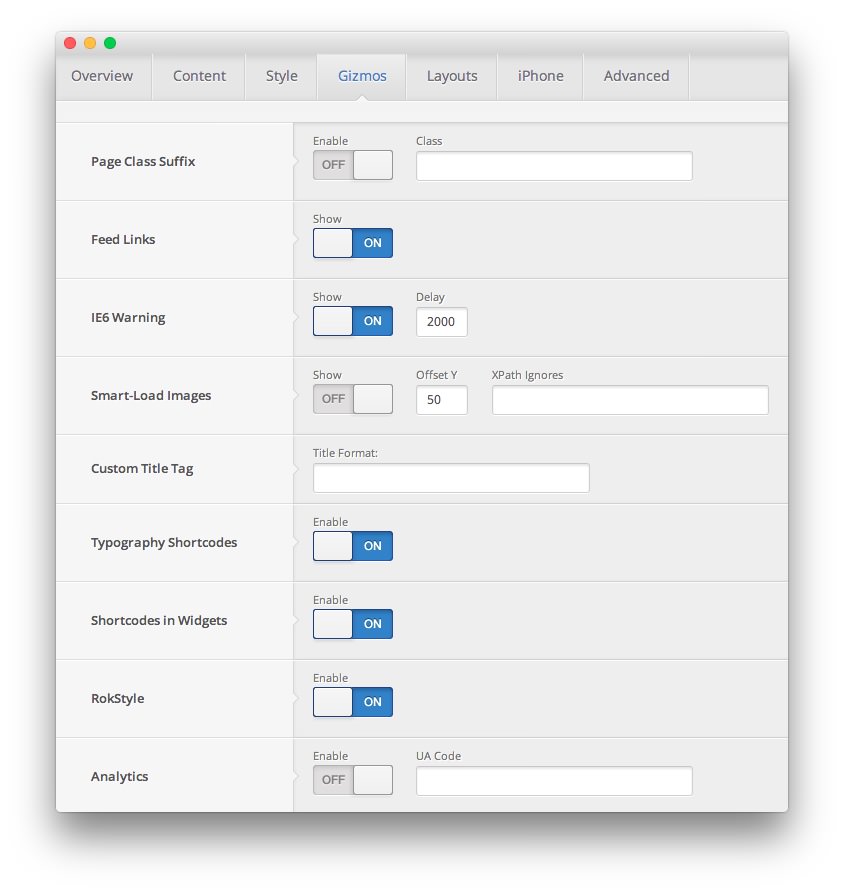 Overview Content Style Gizmos Layouts iPhone Advanced
Enable Class
Page Class Suffix OFF
Show
Feed Links ON
Show Delay
IE6 Warning ON 2000
Show Offset Y XPath Ignores
Smart-Load Images OFF 50
Title Format:
Custom Title Tag
Enable
Typography Shortcodes ON
Enable
Shortcodes in Widgets ON
Enable
RokStyle ON
Enable UA Code
Analytics OFF